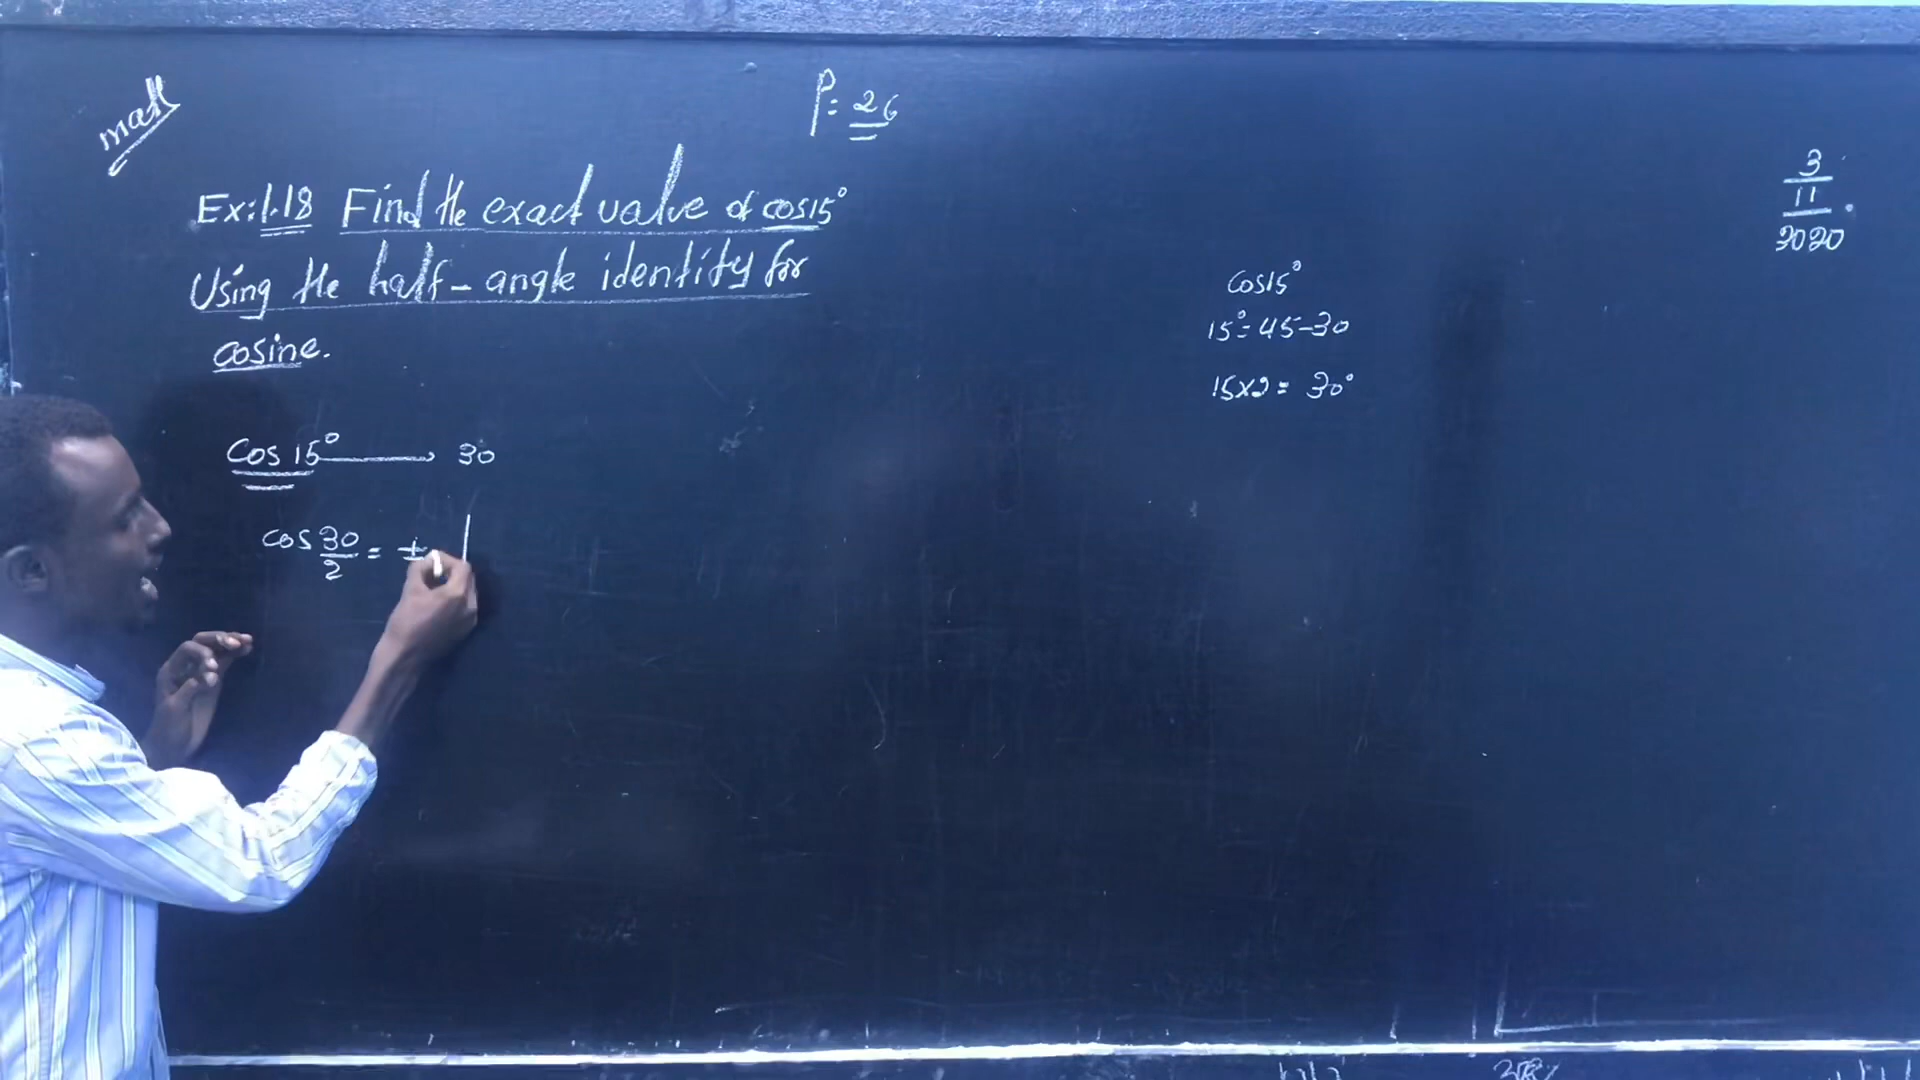 math
P= 26
3
11
2020
Ex:1.18 Find the exact value of cos15°
Using the half-angle identity for
cosine.
cos15°
15°=45-30
15x2= 30°
Cos 15° → 30
cos 30/2 = ±